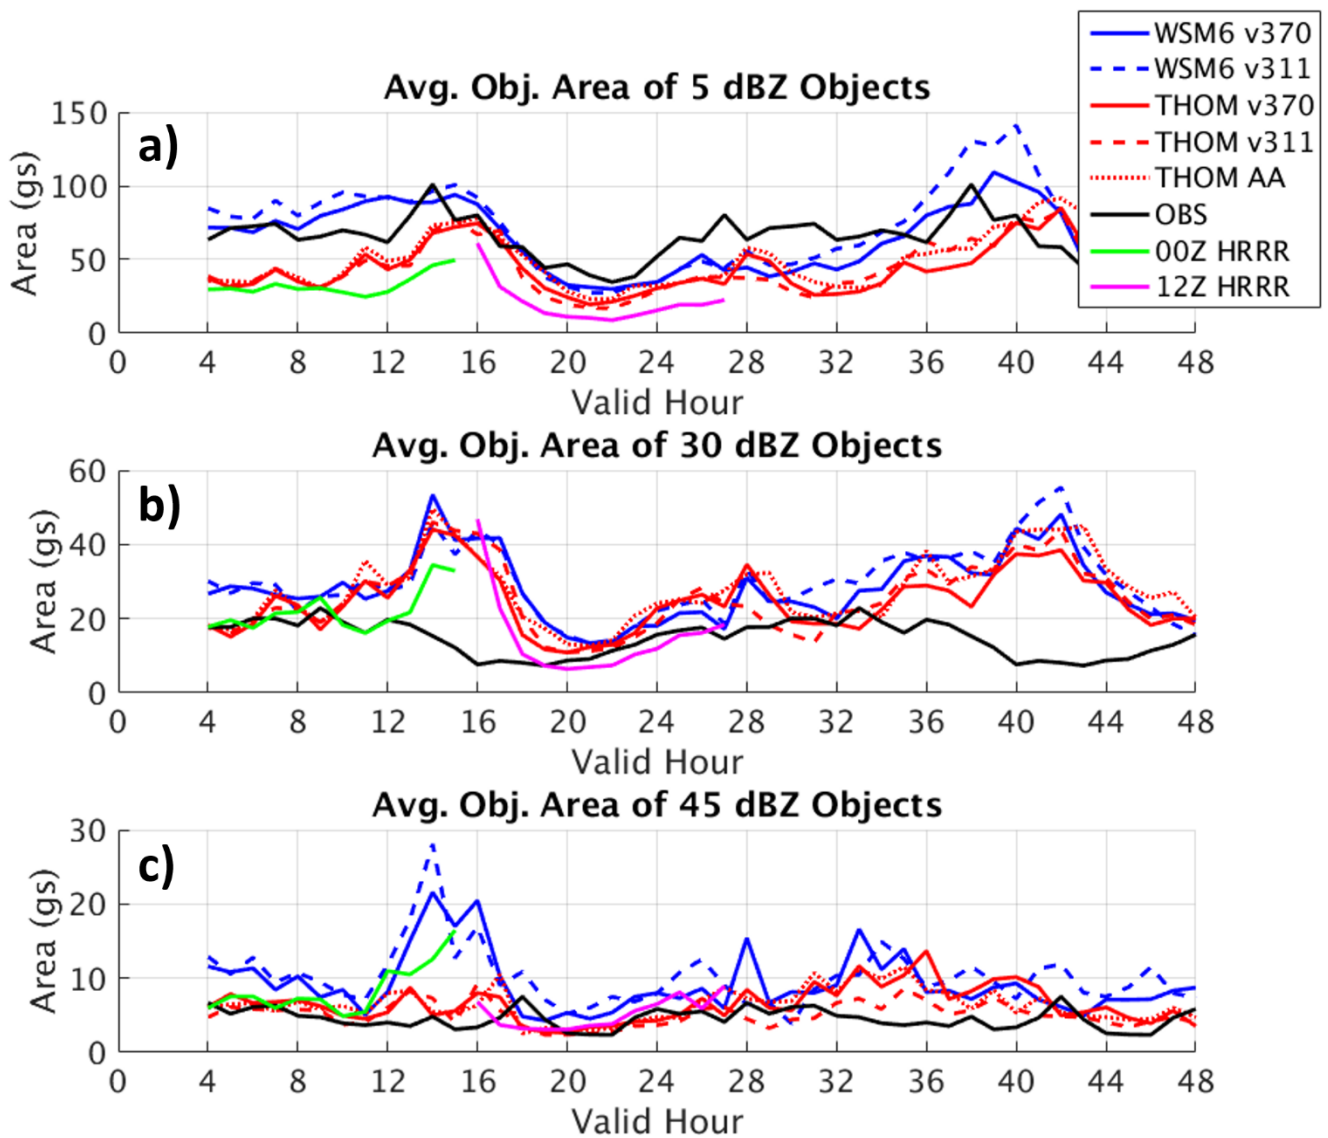 WSM6 v370
WSM6 v311
THOM v370
THOM v311
THOM AA
OBS
00Z HRRR
12Z HRRR
Avg. Obj. Area of 5 dBZ Objects
a)
Area (gs)
150
100
50
0
0 4 8 12 16 20 24 28 32 36 40 44 48
Valid Hour
Avg. Obj. Area of 30 dBZ Objects
b)
Area (gs)
60
40
20
0
0 4 8 12 16 20 24 28 32 36 40 44 48
Valid Hour
Avg. Obj. Area of 45 dBZ Objects
c)
Area (gs)
30
20
10
0
0 4 8 12 16 20 24 28 32 36 40 44 48
Valid Hour